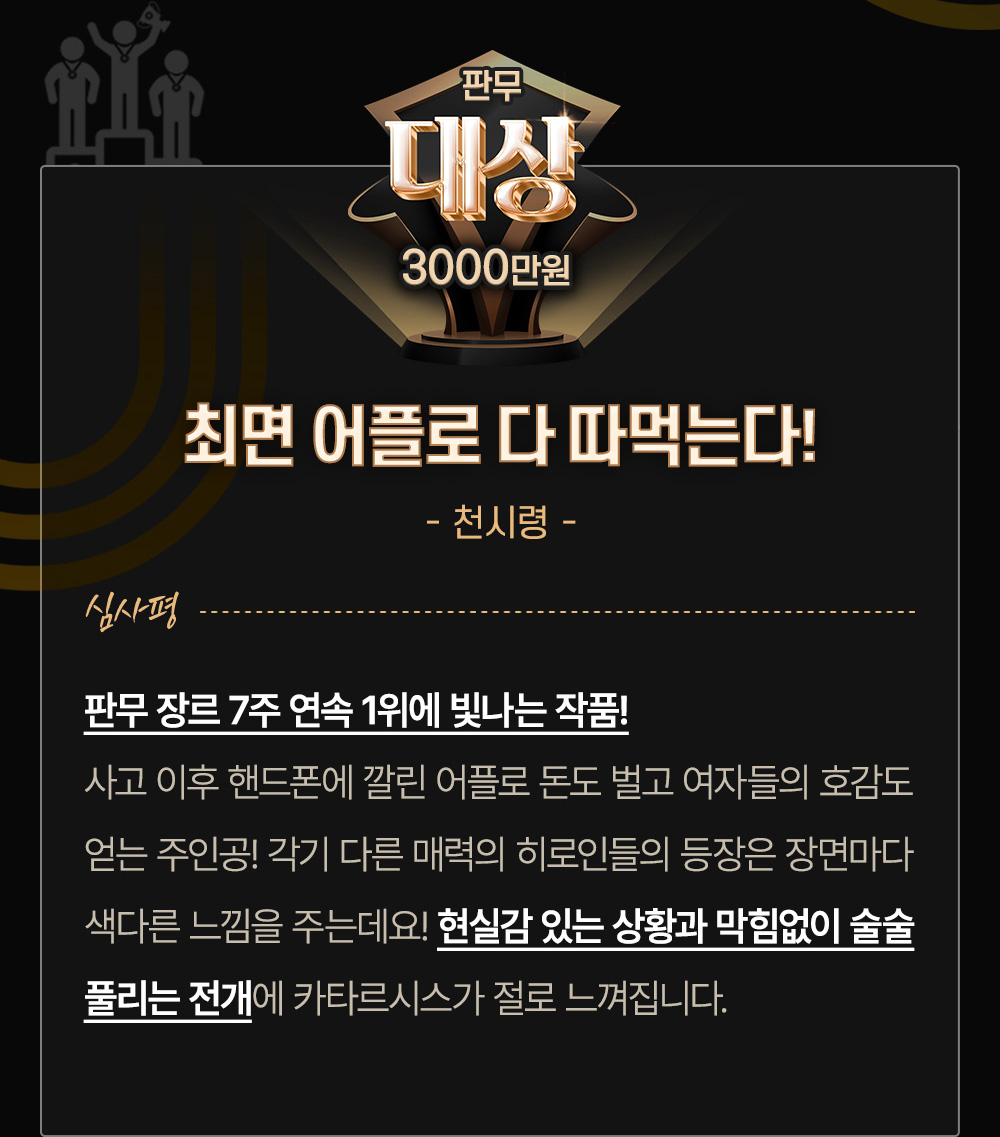 판무
대상
3000만원
최면 어플로 다 따먹는다!
- 천시령 -
심사평
판무 장르 7주 연속 1위에 빛나는 작품!
사고 이후 핸드폰에 깔린 어플로 돈도 벌고 여자들의 호감도
얻는 주인공! 각기 다른 매력의 히로인들의 등장은 장면마다
색다른 느낌을 주는데요! 현실감 있는 상황과 막힘없이 술술
풀리는 전개에 카타르시스가 절로 느껴집니다.